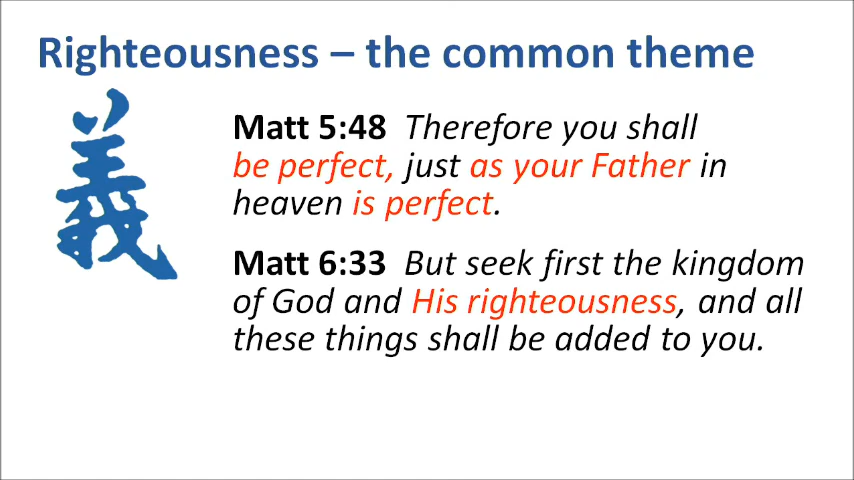 Righteousness – the common theme
義
Matt 5:48 Therefore you shall
be perfect, just as your Father in
heaven is perfect.
Matt 6:33 But seek first the kingdom
of God and His righteousness, and all
these things shall be added to you.